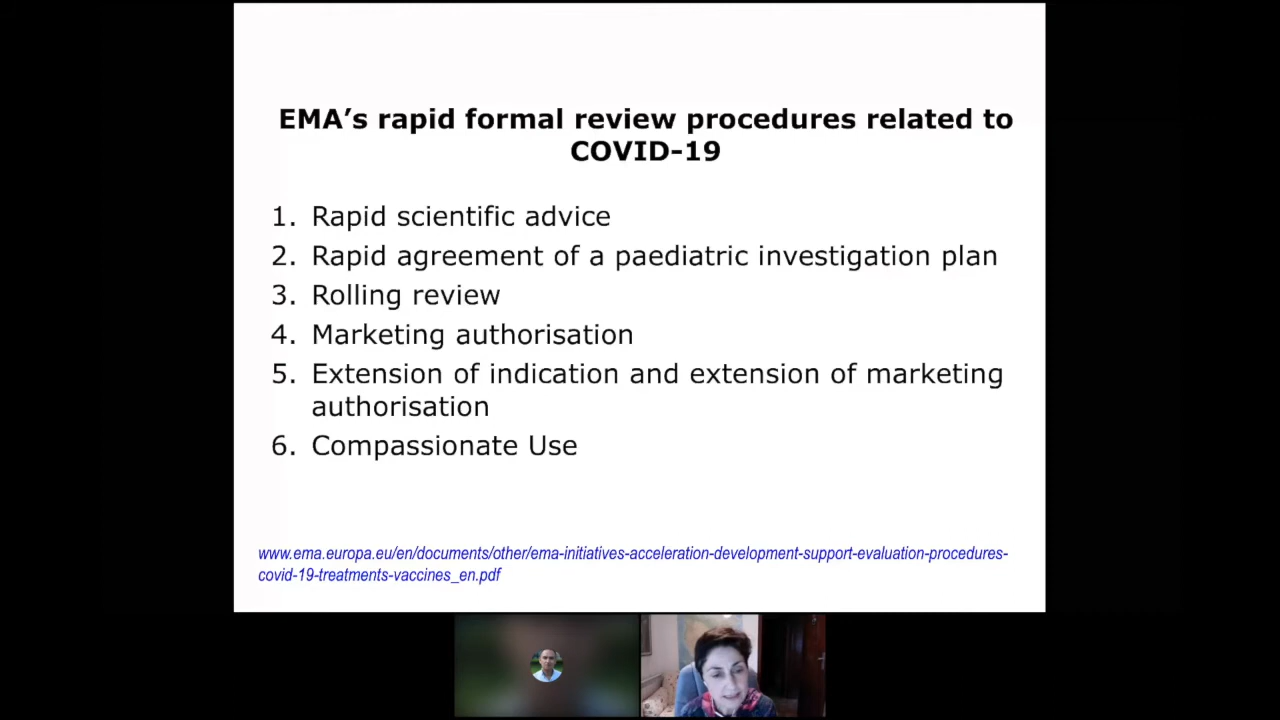 EMA’s rapid formal review procedures related to
COVID-19
1. Rapid scientific advice
2. Rapid agreement of a paediatric investigation plan
3. Rolling review
4. Marketing authorisation
5. Extension of indication and extension of marketing
authorisation
6. Compassionate Use
www.ema.europa.eu/en/documents/other/ema-initiatives-acceleration-development-support-evaluation-procedures-
covid-19-treatments-vaccines_en.pdf